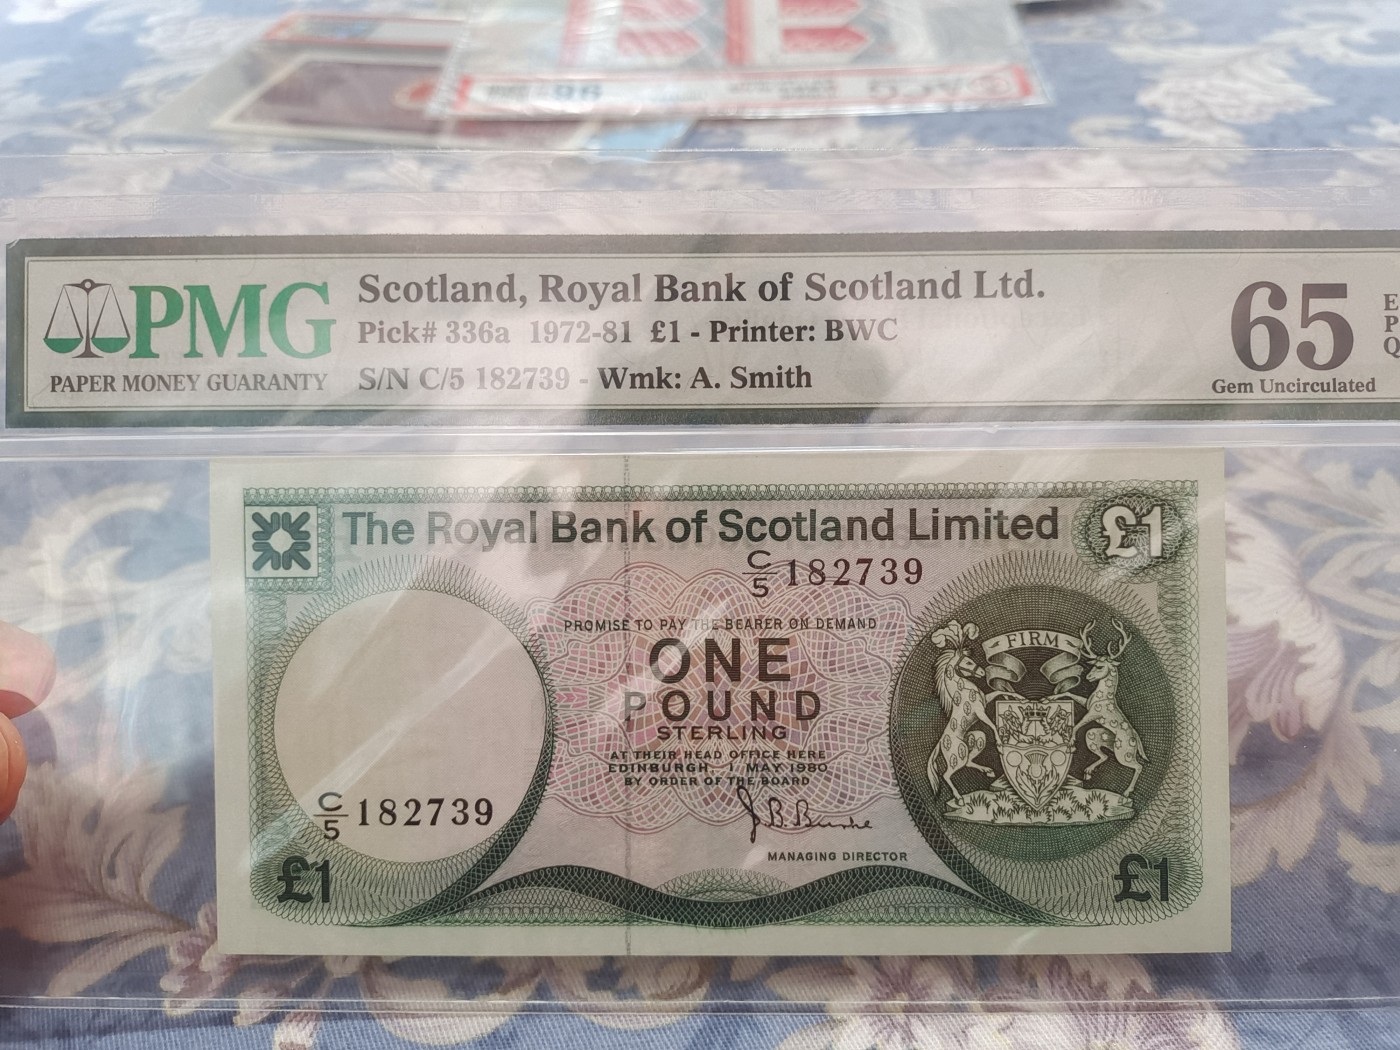 PMG
PAPER MONEY GUARANTY
Scotland, Royal Bank of Scotland Ltd.
Pick# 336a 1972-81 £1 - Printer: BWC
S/N C/5 182739 - Wmk: A. Smith
65
Gem Uncirculated
E
P
Q
The Royal Bank of Scotland Limited
£1
C/5 182739
PROMISE TO PAY THE BEARER ON DEMAND
ONE
POUND
STERLING
AT THEIR HEAD OFFICE HERE
EDINBURGH, 1 MAY 1980
BY ORDER OF THE BOARD
J.B. Burke
MANAGING DIRECTOR
FIRM
C/5 182739
£1
£1